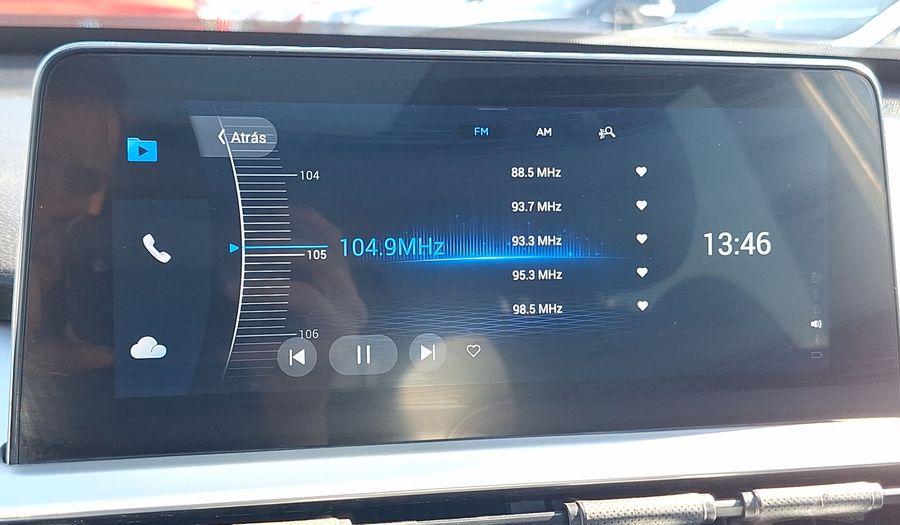 Atrás
FM AM
104
105
106
104.9MHz
88.5 MHz
93.7 MHz
93.3 MHz
95.3 MHz
98.5 MHz
13:46